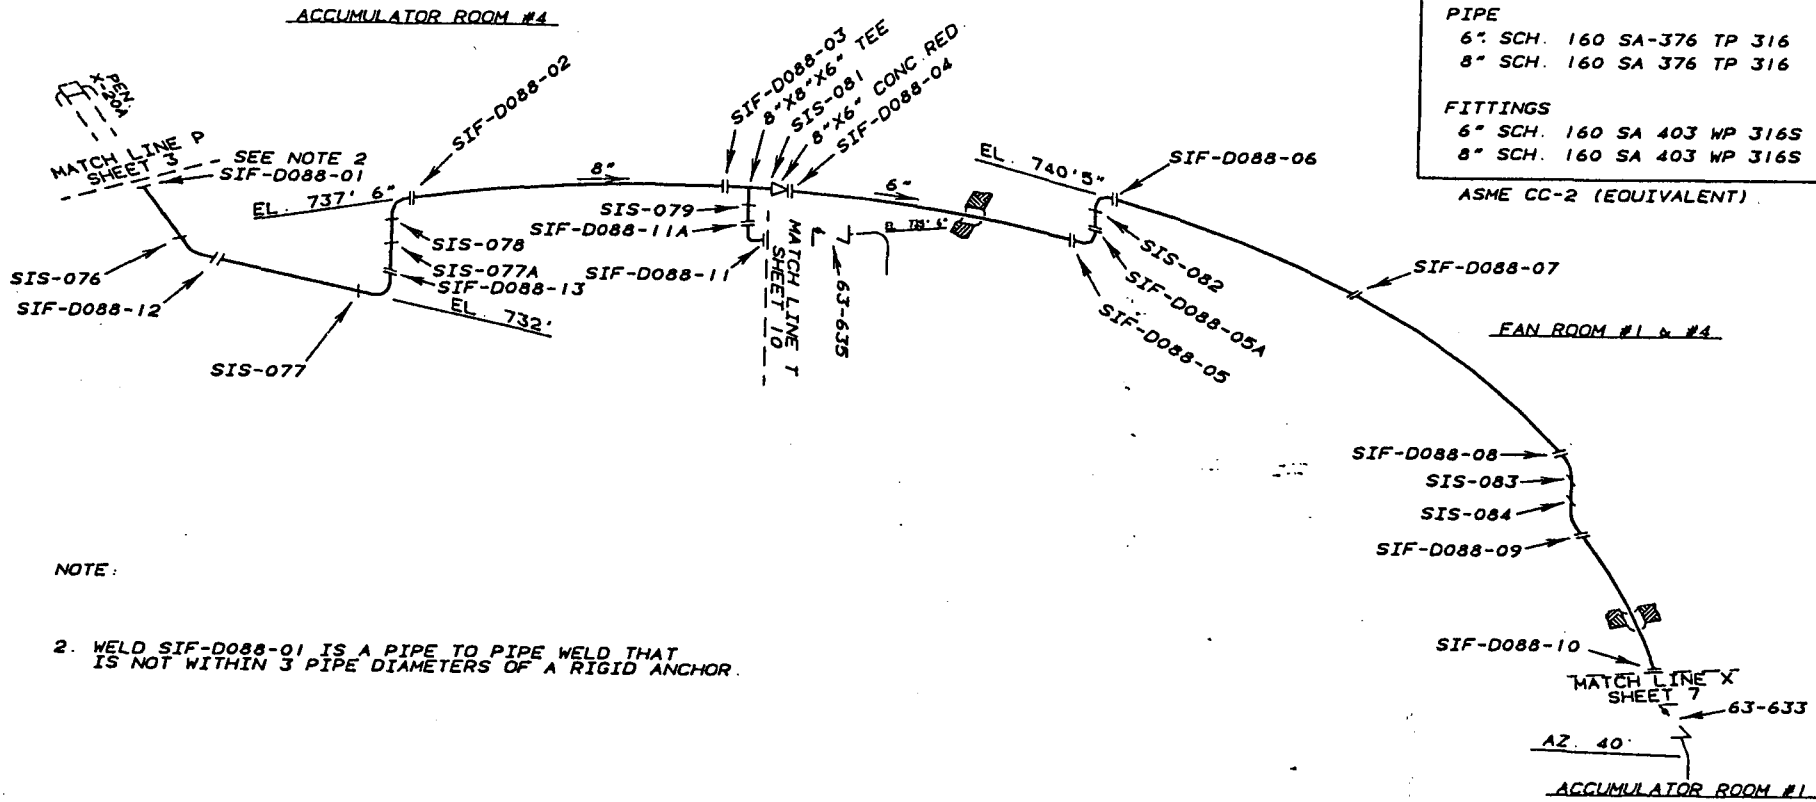 ACCUMULATOR ROOM #4
PIPE
6" SCH. 160 SA-376 TP 316
8" SCH. 160 SA 376 TP 316
FITTINGS
6" SCH. 160 SA 403 WP 316S
8" SCH. 160 SA 403 WP 316S
ASME CC-2 (EQUIVALENT)
PEN.
MATCH LINE P
SHEET 3
SEE NOTE 2
SIF-D088-01
EL. 737' 6"
SIF-D088-02
8"
SIF-D088-03
8"X8"X6" TEE
SIS-081
8"X6" CONC. RED.
SIF-D088-04
6"
EL. 740'5"
SIF-D088-06
SIS-076
SIF-D088-12
SIS-077
SIS-078
SIS-077A
SIF-D088-13
EL. 732'
SIS-079
SIF-D088-11A
SIF-D088-11
MATCH LINE T
SHEET 10
63-635
SIS-082
SIF-D088-05A
SIF-D088-05
SIF-D088-07
FAN ROOM #1 & #4
SIF-D088-08
SIS-083
SIS-084
SIF-D088-09
SIF-D088-10
MATCH LINE X
SHEET 7
63-633
AZ. 40°
ACCUMULATOR ROOM #1
NOTE:
2. WELD SIF-D088-01 IS A PIPE TO PIPE WELD THAT
IS NOT WITHIN 3 PIPE DIAMETERS OF A RIGID ANCHOR.